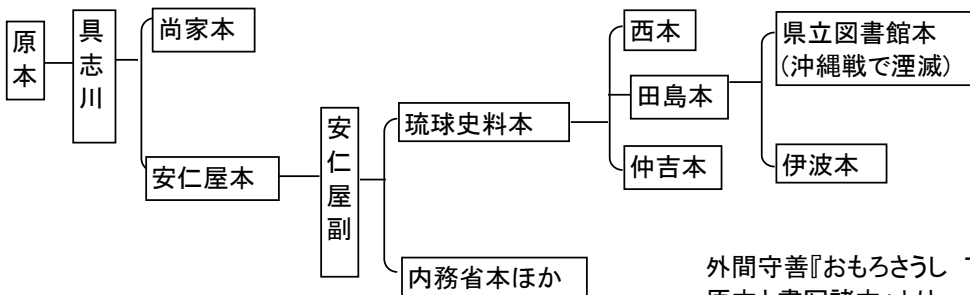 原本
具志川
尚家本
安仁屋本
安仁屋副
琉球史料本
内務省本ほか
西本
田島本
仲吉本
県立図書館本
(沖縄戦で湮滅)
伊波本
外間守善『おもろさうし